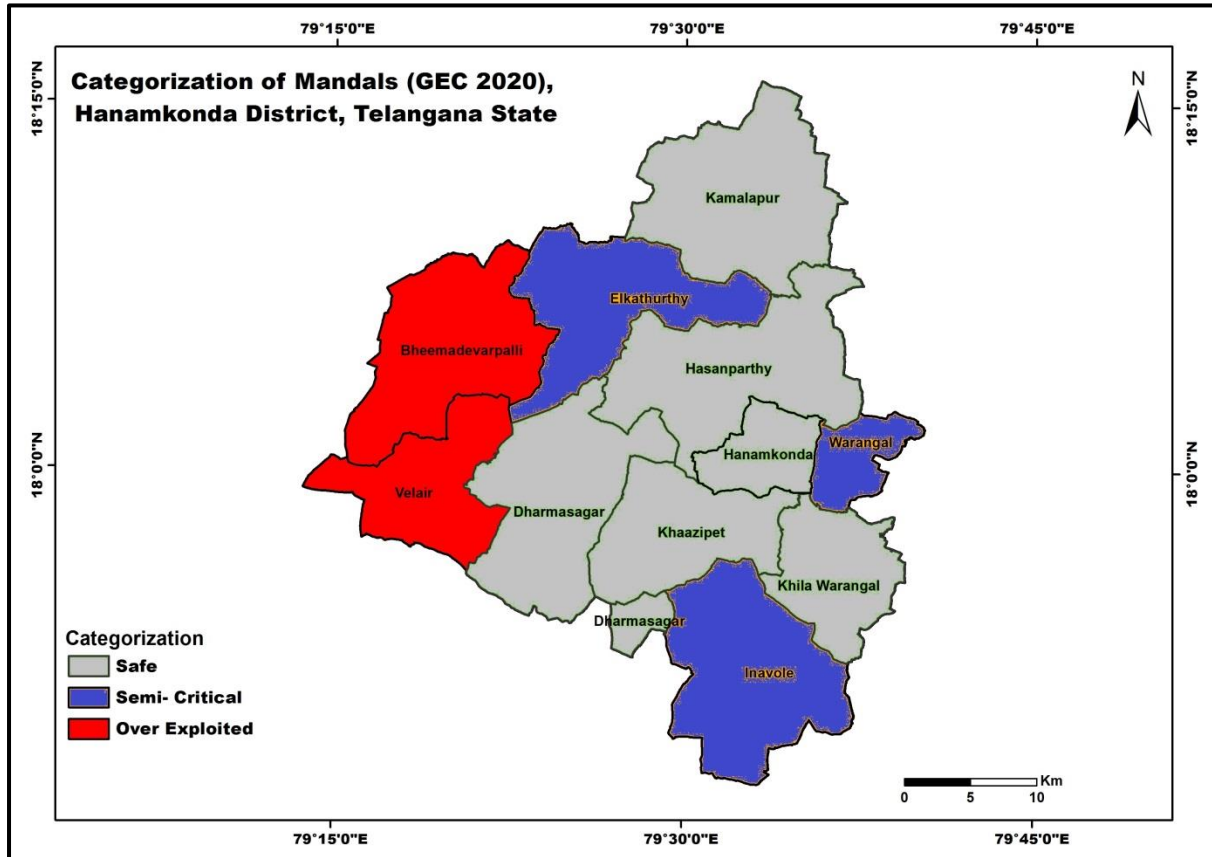 79°15'0"E
79°30'0"E
79°45'0"E
Categorization of Mandals (GEC 2020),
Hanamkonda District, Telangana State
N
18°15'0"N
18°15'0"N
Kamalapur
Elkathurthy
Bheemadevarpalli
Hasanparthy
Warangal
Hanamkonda
18°0'0"N
18°0'0"N
Velair
Dharmasagar
Khaazipet
Khila Warangal
Dharmasagar
Inavole
Categorization
Safe
Semi- Critical
Over Exploited
Km
0 5 10
79°15'0"E
79°30'0"E
79°45'0"E